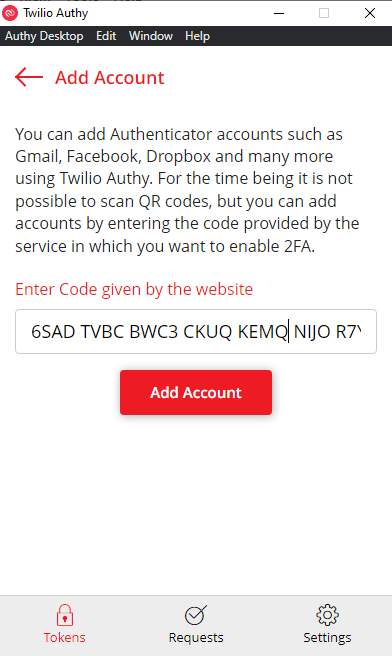 Twilio Authy
Authy Desktop Edit Window Help
Add Account
You can add Authenticator accounts such as
Gmail, Facebook, Dropbox and many more
using Twilio Authy. For the time being it is not
possible to scan QR codes, but you can add
accounts by entering the code provided by the
service in which you want to enable 2FA.
Enter Code given by the website
6SAD TVBC BWC3 CKUQ KEMQ NIJO R7
Add Account
Tokens Requests Settings